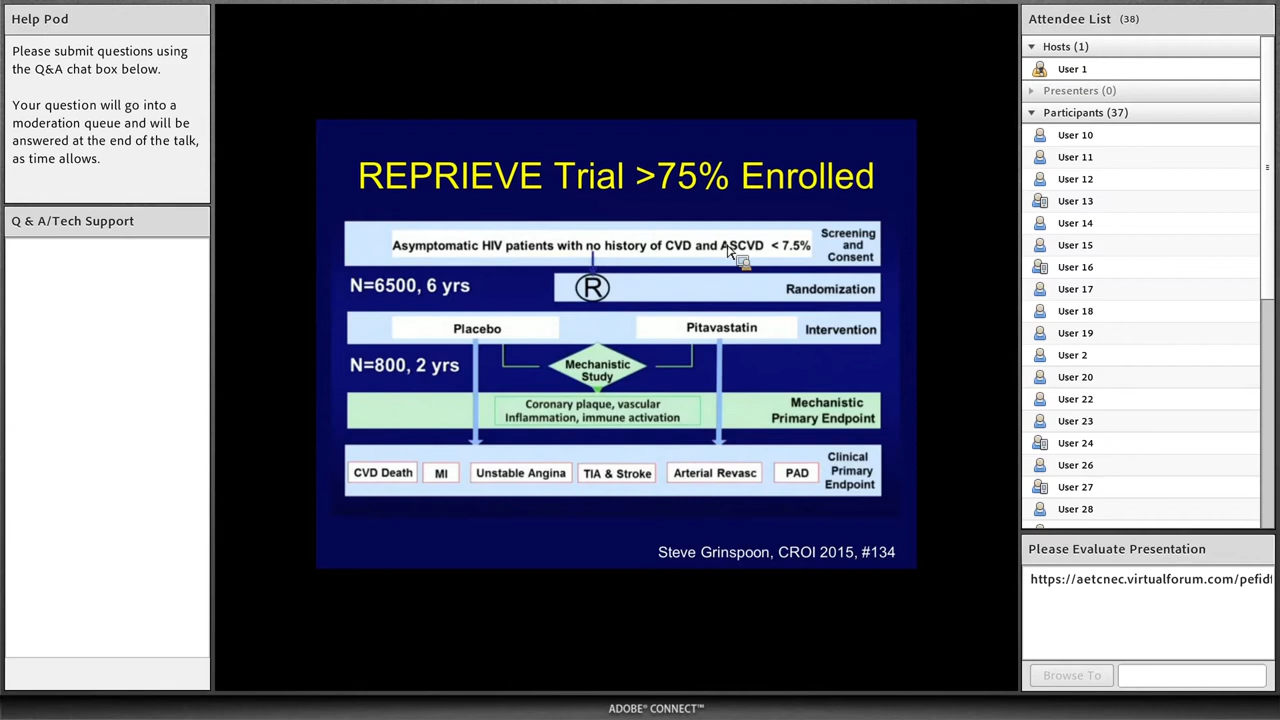 Help Pod
Please submit questions using
the Q&A chat box below.
Your question will go into a
moderation queue and will be
answered at the end of the talk,
as time allows.
Q & A/Tech Support
REPRIEVE Trial >75% Enrolled
Asymptomatic HIV patients with no history of CVD and ASCVD < 7.5%
Screening
and
Consent
N=6500, 6 yrs
R
Randomization
Placebo
Pitavastatin
Intervention
N=800, 2 yrs
Mechanistic
Study
Coronary plaque, vascular
Inflammation, immune activation
Mechanistic
Primary Endpoint
CVD Death
MI
Unstable Angina
TIA & Stroke
Arterial Revasc
PAD
Clinical
Primary
Endpoint
Steve Grinspoon, CROI 2015, #134
Attendee List (38)
Hosts (1)
User 1
Presenters (0)
Participants (37)
User 10
User 11
User 12
User 13
User 14
User 15
User 16
User 17
User 18
User 19
User 2
User 20
User 22
User 23
User 24
User 26
User 27
User 28
Please Evaluate Presentation
https://aetcnec.virtualforum.com/pefidf
Browse To
ADOBE® CONNECT™